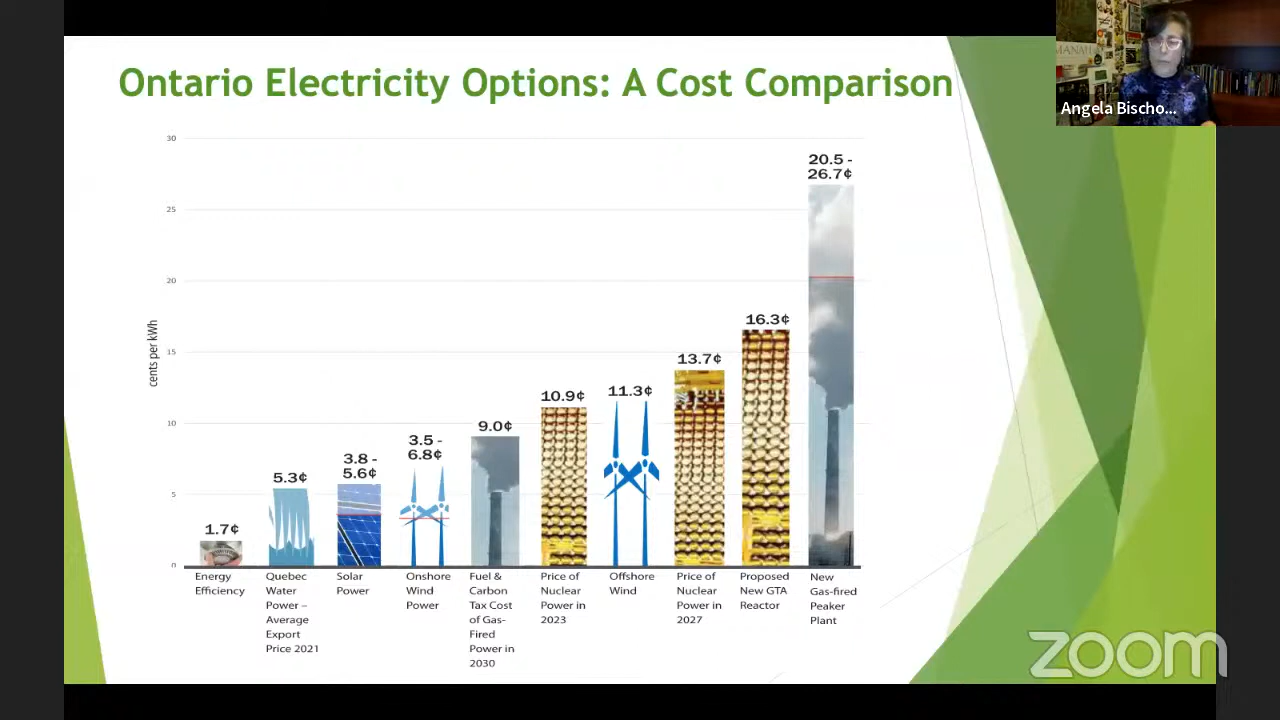 Ontario Electricity Options: A Cost Comparison
MANAH
Angela Bischo...
30
25
20
15
10
5
0
cents per kWh
1.7¢
5.3¢
3.8 -
5.6¢
3.5 -
6.8¢
9.0¢
10.9¢
11.3¢
13.7¢
16.3¢
20.5 -
26.7¢
Energy
Efficiency
Quebec
Water
Power –
Average
Export
Price 2021
Solar
Power
Onshore
Wind
Power
Fuel &
Carbon
Tax Cost
of Gas-
Fired
Power in
2030
Price of
Nuclear
Power in
2023
Offshore
Wind
Price of
Nuclear
Power in
2027
Proposed
New GTA
Reactor
New
Gas-fired
Peaker
Plant
zoom